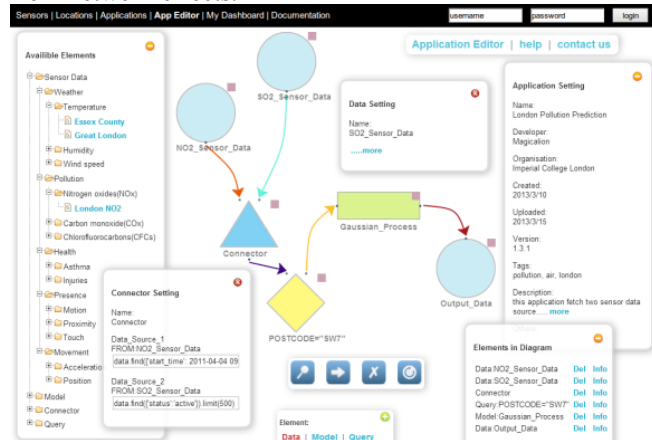 Sensors | Locations | Applications | App Editor | My Dashboard | Documentation
username
password
login
Application Editor | help | contact us
Availible Elements
Sensor Data
Weather
Temperature
Essex County
Great London
Humidity
Wind speed
Pollution
Nitrogen oxides(NOx)
London NO2
Carbon monoxide(COx)
Chlorofluorocarbons(CFCs)
Health
Asthma
Injuries
Presence
Motion
Proximity
Touch
Movement
Acceleratio
Position
Model
Connector
Query
SO2_Sensor_Data
NO2_Sensor_Data
Connector
Gaussian_Process
POSTCODE="SW7"
Output_Data
Data Setting
Name:
SO2_Sensor_Data
.....more
Application Setting
Name:
London Pollution Prediction
Developer:
Magicalion
Organisation:
Imperial College London
Created:
2013/3/10
Uploaded:
2013/3/15
Version:
1.3.1
Tags:
pollution, air, london
Description:
this application fetch two sensor data
source..... more
Connector Setting
Name:
Connector
Data_Source_1
FROM:NO2_Sensor_Data
data.find({'start_time': 2011-04-04 09
Data_Source_2
FROM:SO2_Sensor_Data
data.find({'status':'active'}).limit(500)
Element:
Data | Model | Query
Elements in Diagram
Data:NO2_Sensor_Data Del Info
Data:SO2_Sensor_Data Del Info
Connector Del Info
Query:POSTCODE="SW7" Del Info
Model:Gaussian_Process Del Info
Data:Output_Data Del Info